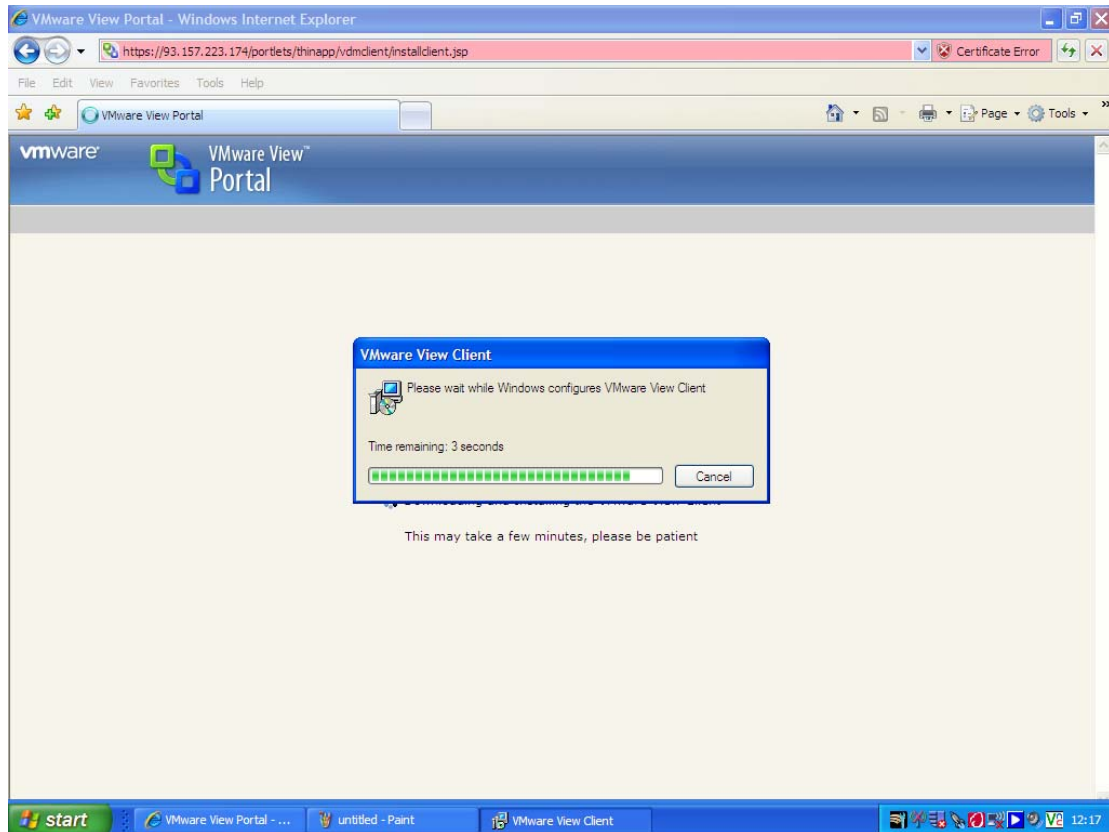 VMware View Portal - Windows Internet Explorer
https://93.157.223.174/portlets/thinapp/vdmclient/installclient.jsp
Certificate Error
File Edit View Favorites Tools Help
VMware View Portal
Page Tools »
vmware VMware View™
Portal
VMware View Client
Please wait while Windows configures VMware View Client
Time remaining: 3 seconds
Cancel
This may take a few minutes, please be patient
start VMware View Portal - ... untitled - Paint VMware View Client V2 12:17